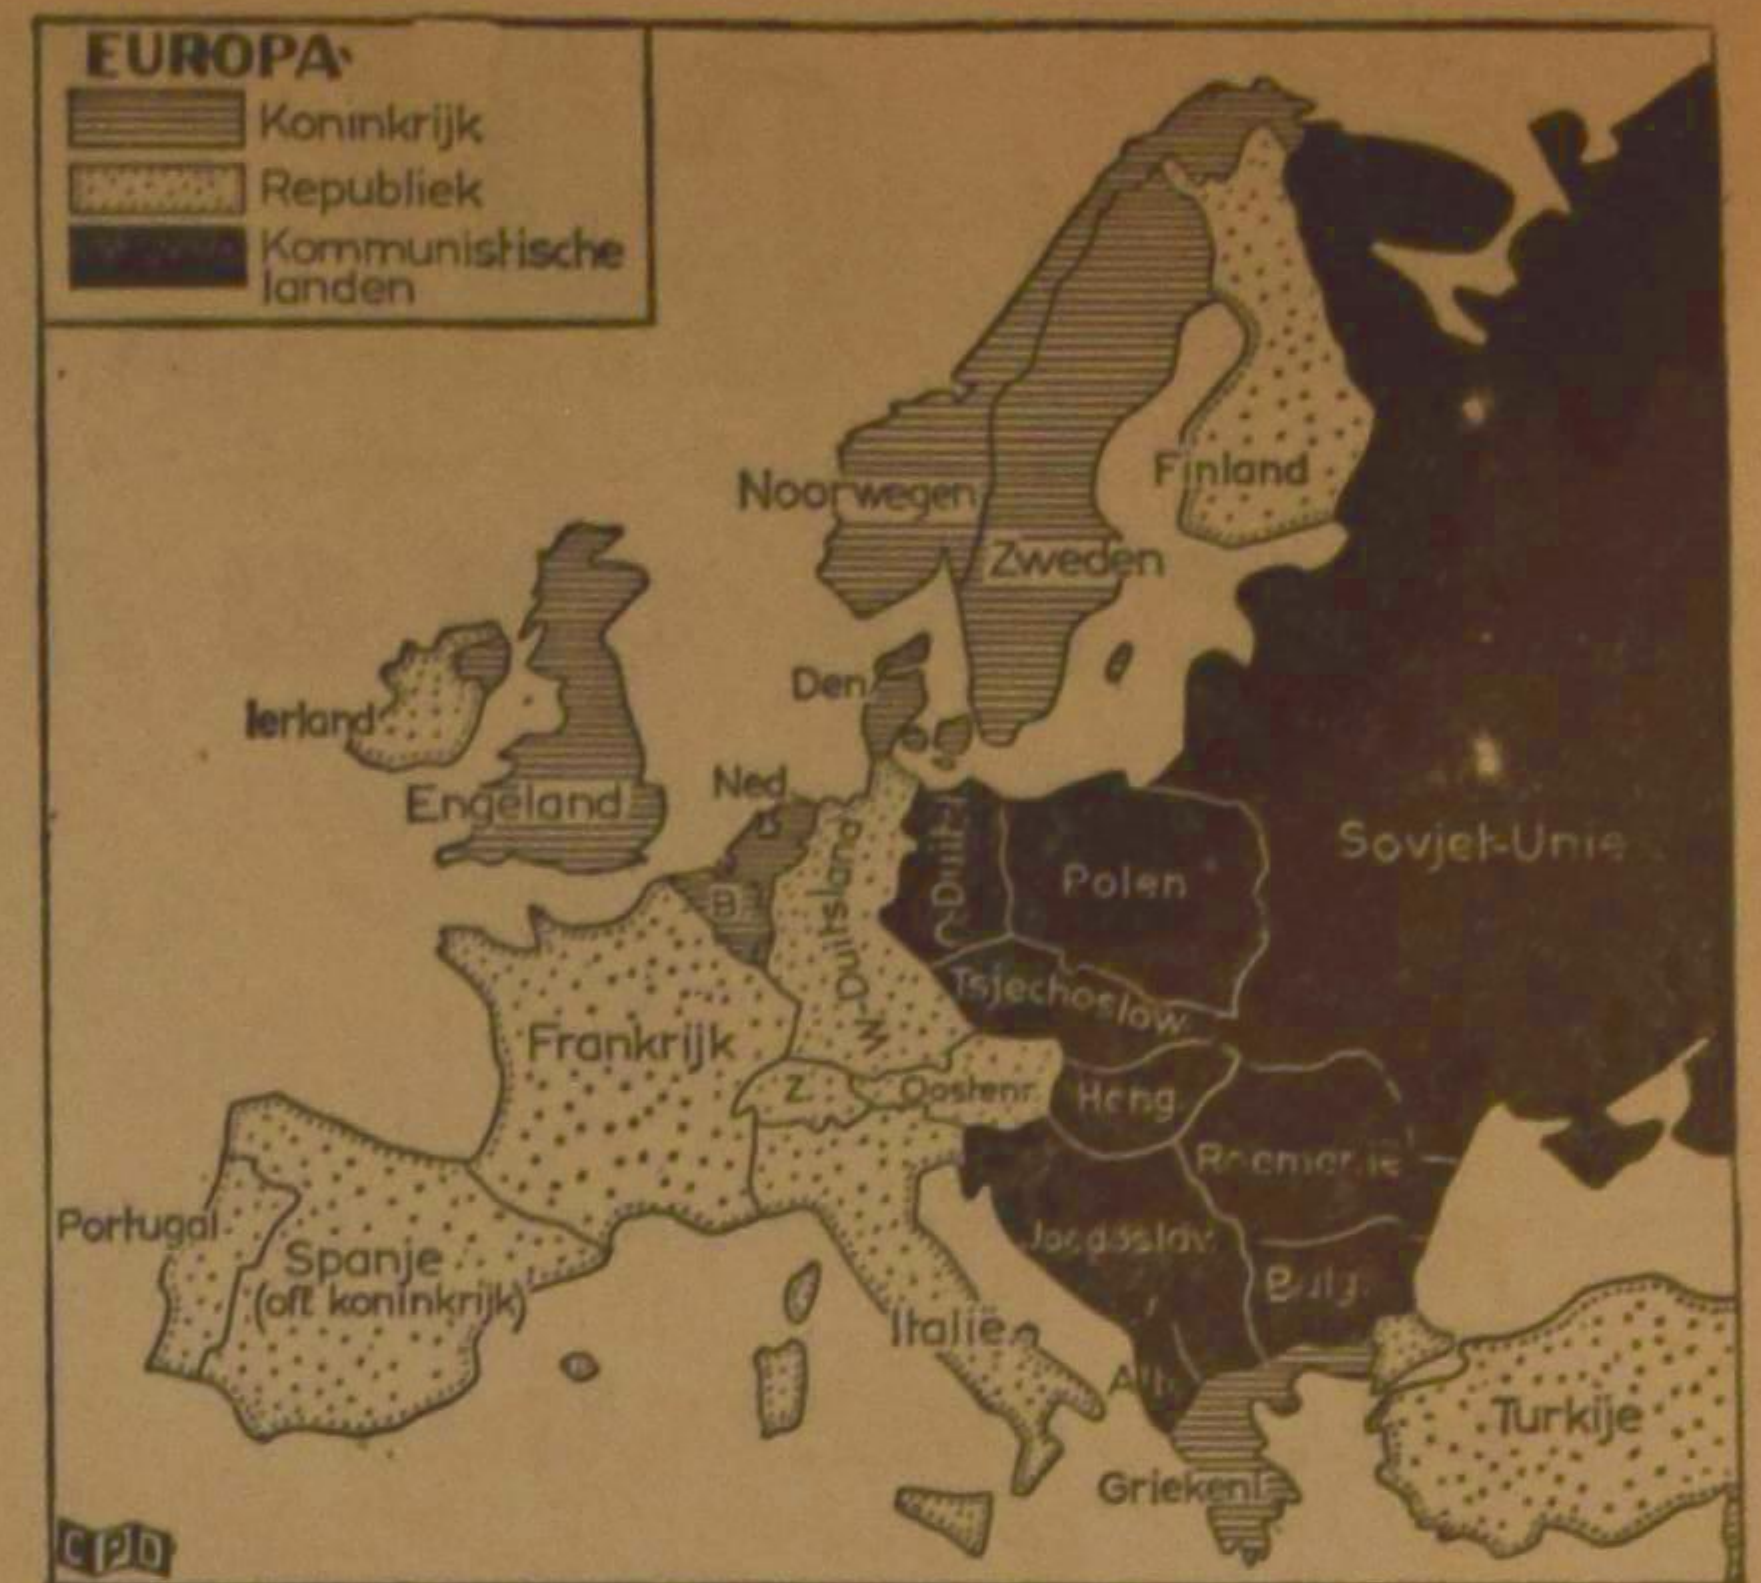 EUROPA
Koninkrijk
Republiek
Kommunistische
landen
Noorwegen
Finland
Zweden
Ierland
Den
Engeland
Ned
B
W-Duitsland
O-Duitsl
Polen
Sovjet-Unie
Tsjechoslow.
Frankrijk
Z.
Oostenr.
Hong.
Roemenie
Portugal
Spanje
(off. koninkrijk)
Joegoslav.
Bulg.
Italië
Alb.
Turkije
Griekenl.
CPD